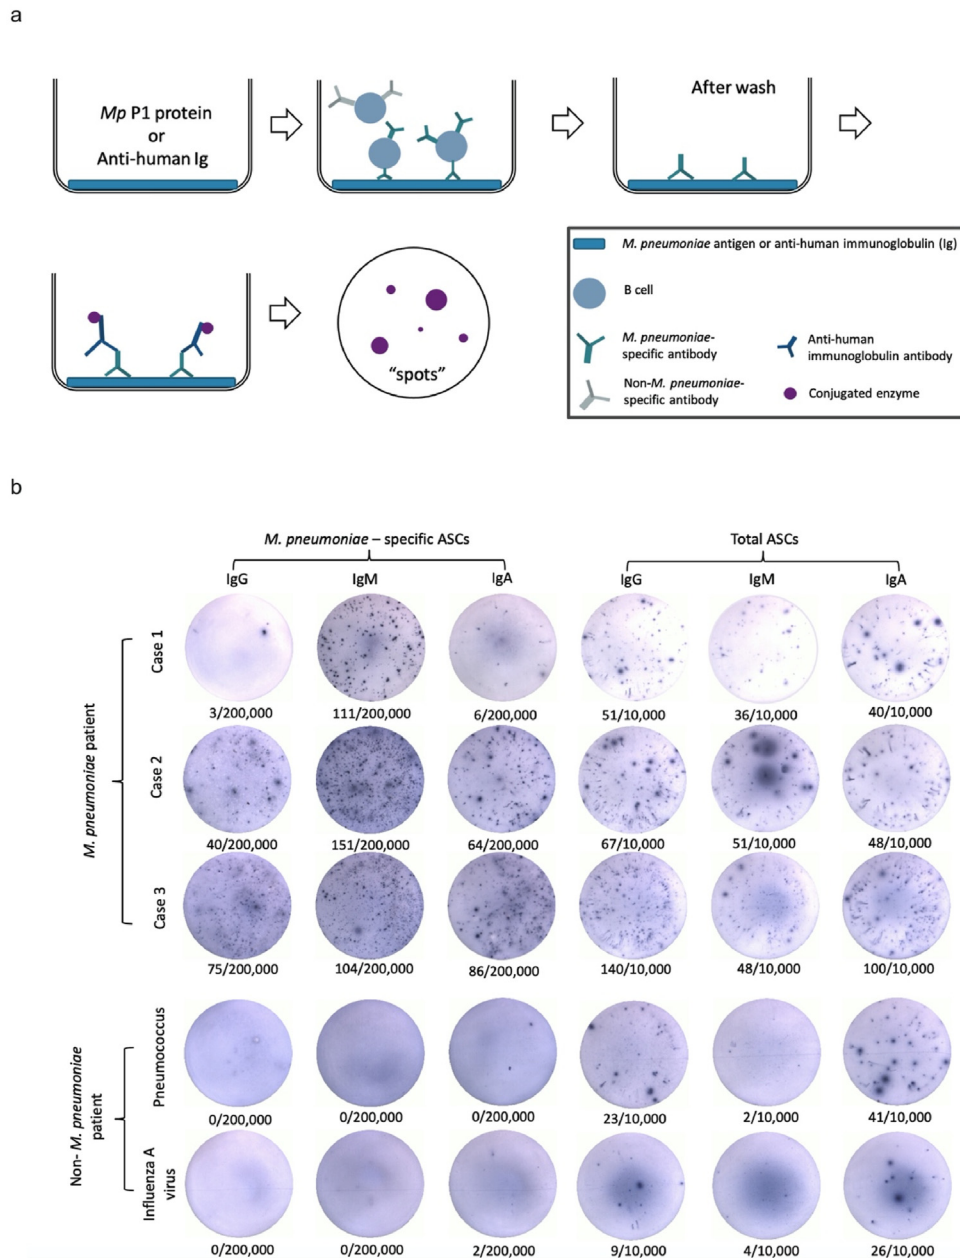 a
Mp P1 protein
or
Anti-human Ig
After wash
"spots"
M. pneumoniae antigen or anti-human immunoglobulin (Ig)
B cell
M. pneumoniae-
specific antibody
Anti-human
immunoglobulin antibody
Non-M. pneumoniae-
specific antibody
Conjugated enzyme
b
M. pneumoniae – specific ASCs
Total ASCs
IgG IgM IgA IgG IgM IgA
M. pneumoniae patient
Case 1
3/200,000 111/200,000 6/200,000 51/10,000 36/10,000 40/10,000
Case 2
40/200,000 151/200,000 64/200,000 67/10,000 51/10,000 48/10,000
Case 3
75/200,000 104/200,000 86/200,000 140/10,000 48/10,000 100/10,000
Non- M. pneumoniae
patient
Pneumococcus
0/200,000 0/200,000 0/200,000 23/10,000 2/10,000 41/10,000
Influenza A
virus
0/200,000 0/200,000 2/200,000 9/10,000 4/10,000 26/10,000